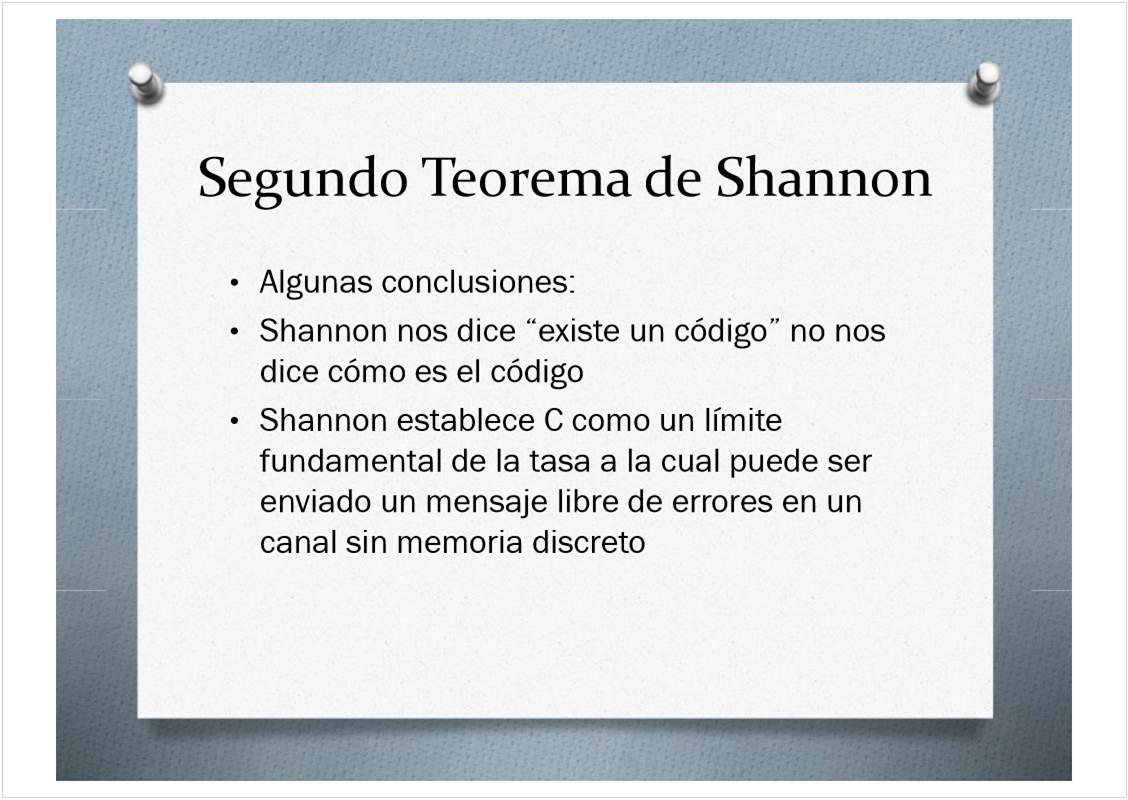 Segundo Teorema de Shannon
• Algunas conclusiones:
• Shannon nos dice “existe un código” no nos
dice cómo es el código
• Shannon establece C como un límite
fundamental de la tasa a la cual puede ser
enviado un mensaje libre de errores en un
canal sin memoria discreto